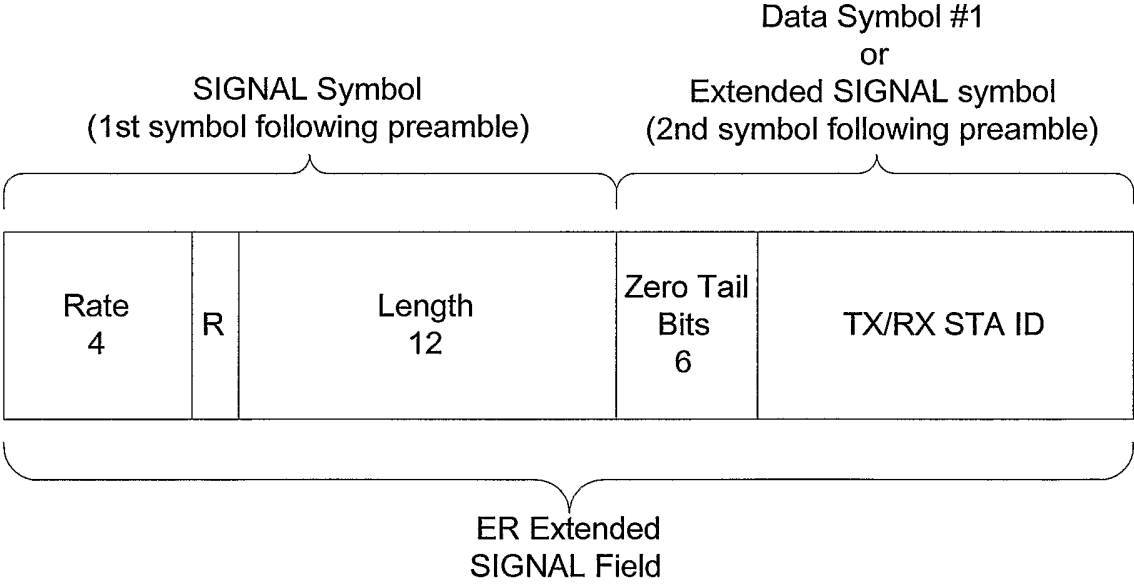 Data Symbol #1
or
Extended SIGNAL symbol
(2nd symbol following preamble)
SIGNAL Symbol
(1st symbol following preamble)
Rate
4
R
Length
12
Zero Tail
Bits
6
TX/RX STA ID
ER Extended
SIGNAL Field